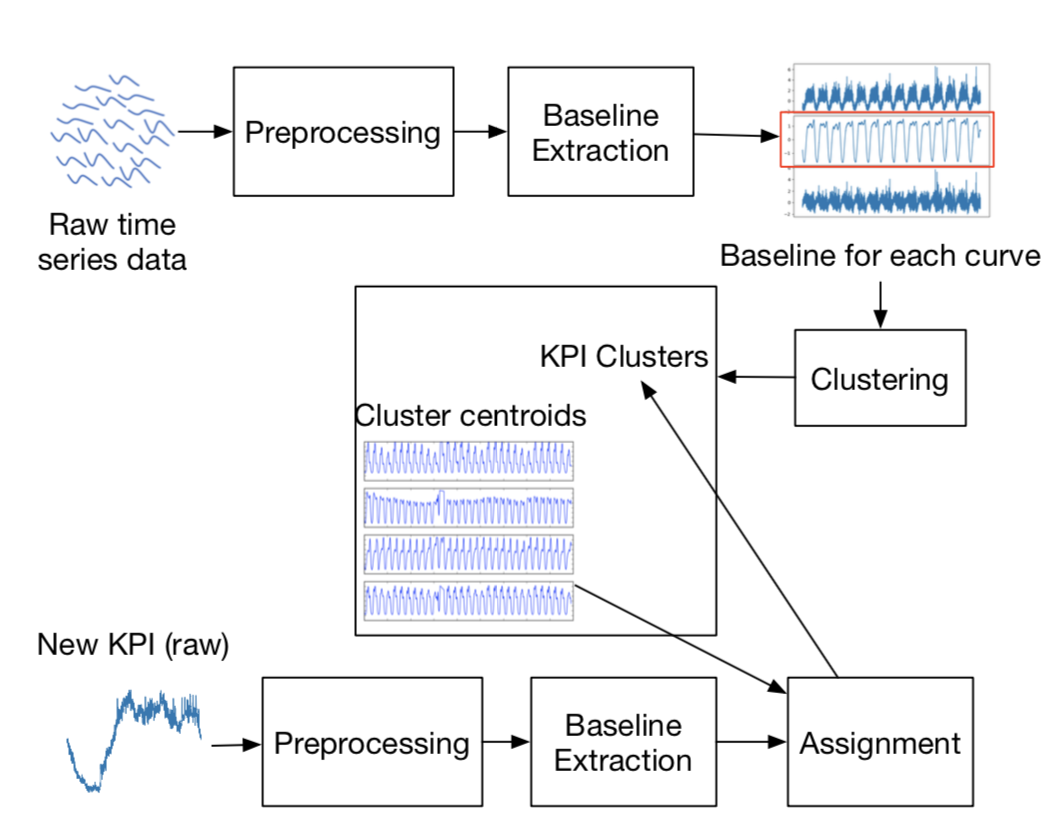 Preprocessing
Baseline
Extraction
Raw time
series data
Baseline for each curve
KPI Clusters
Clustering
Cluster centroids
New KPI (raw)
Preprocessing
Baseline
Extraction
Assignment